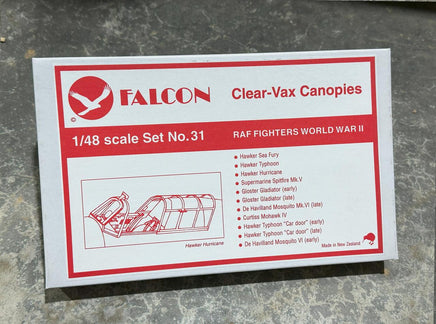 FALCON
Clear-Vax Canopies
1/48 scale Set No.31
RAF FIGHTERS WORLD WAR II
• Hawker Sea Fury
• Hawker Typhoon
• Hawker Hurricane
• Supermarine Spitfire Mk.V
• Gloster Gladiator (early)
• Gloster Gladiator (late)
• De Havilland Mosquito Mk.VI (late)
• Curtiss Mohawk IV
• Hawker Typhoon "Car door" (early)
• Hawker Typhoon "Car door" (late)
• De Havilland Mosquito VI (early)
Hawker Hurricane
Made in New Zealand
©